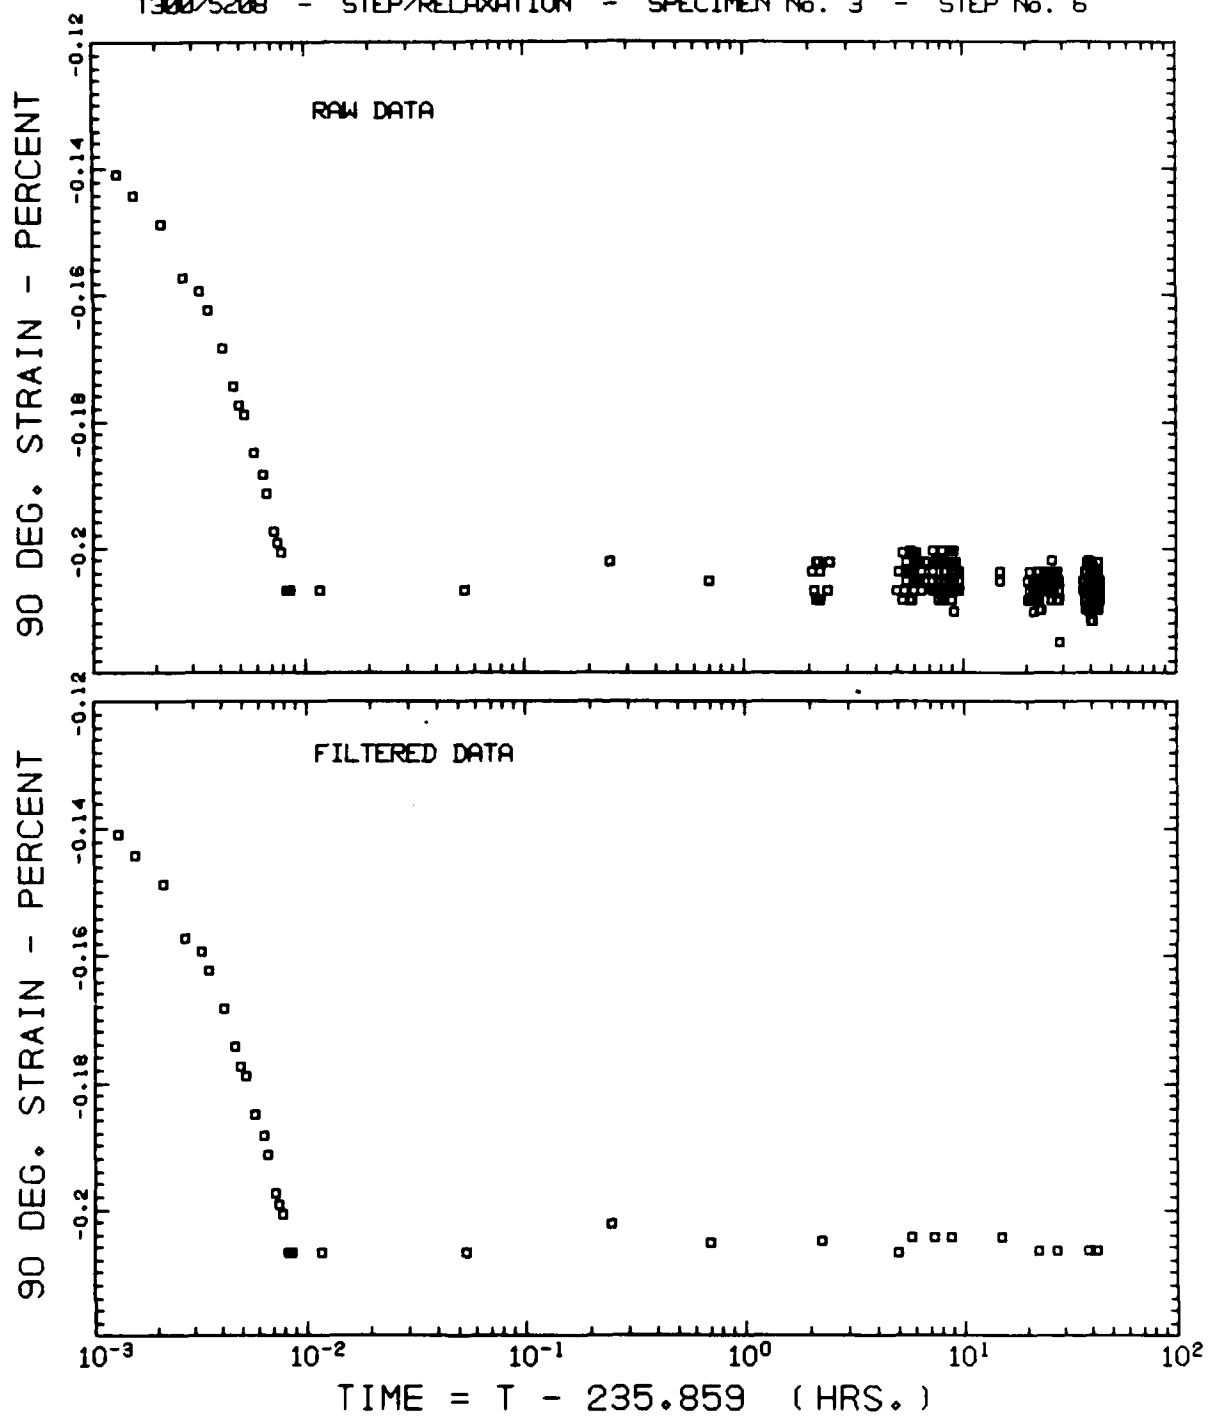 T300/5208 - STEP/RELAXATION - SPECIMEN No. 3 - STEP No. 6
-0.12
RAW DATA
-0.14
-0.16
-0.18
-0.2
90 DEG. STRAIN - PERCENT
-0.12
FILTERED DATA
-0.14
-0.16
-0.18
-0.2
90 DEG. STRAIN - PERCENT
10⁻³ 10⁻² 10⁻¹ 10⁰ 10¹ 10²
TIME = T - 235.859 (HRS.)